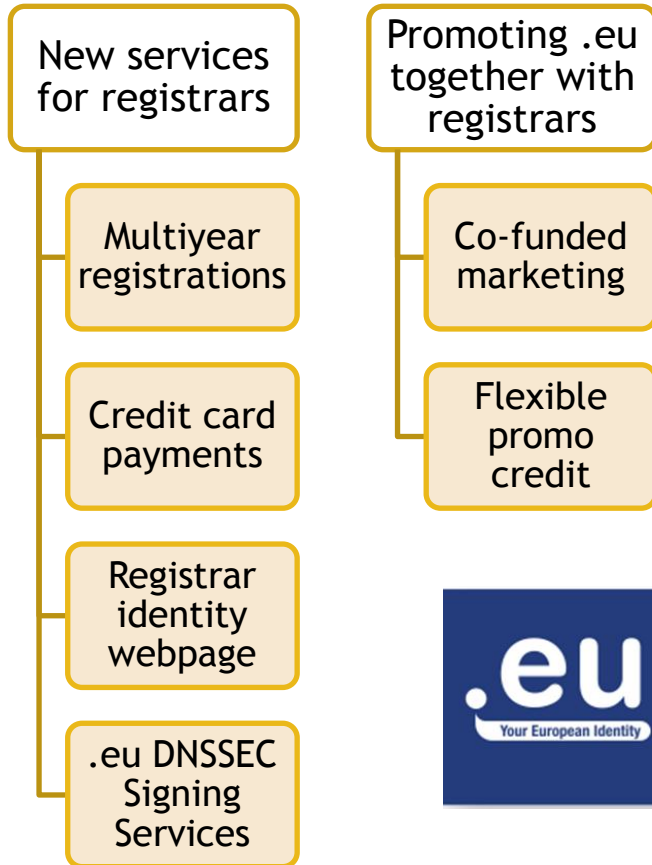 New services
for registrars
Multiyear
registrations
Credit card
payments
Registrar
identity
webpage
.eu DNSSEC
Signing
Services
Promoting .eu
together with
registrars
Co-funded
marketing
Flexible
promo
credit
.eu
Your European Identity